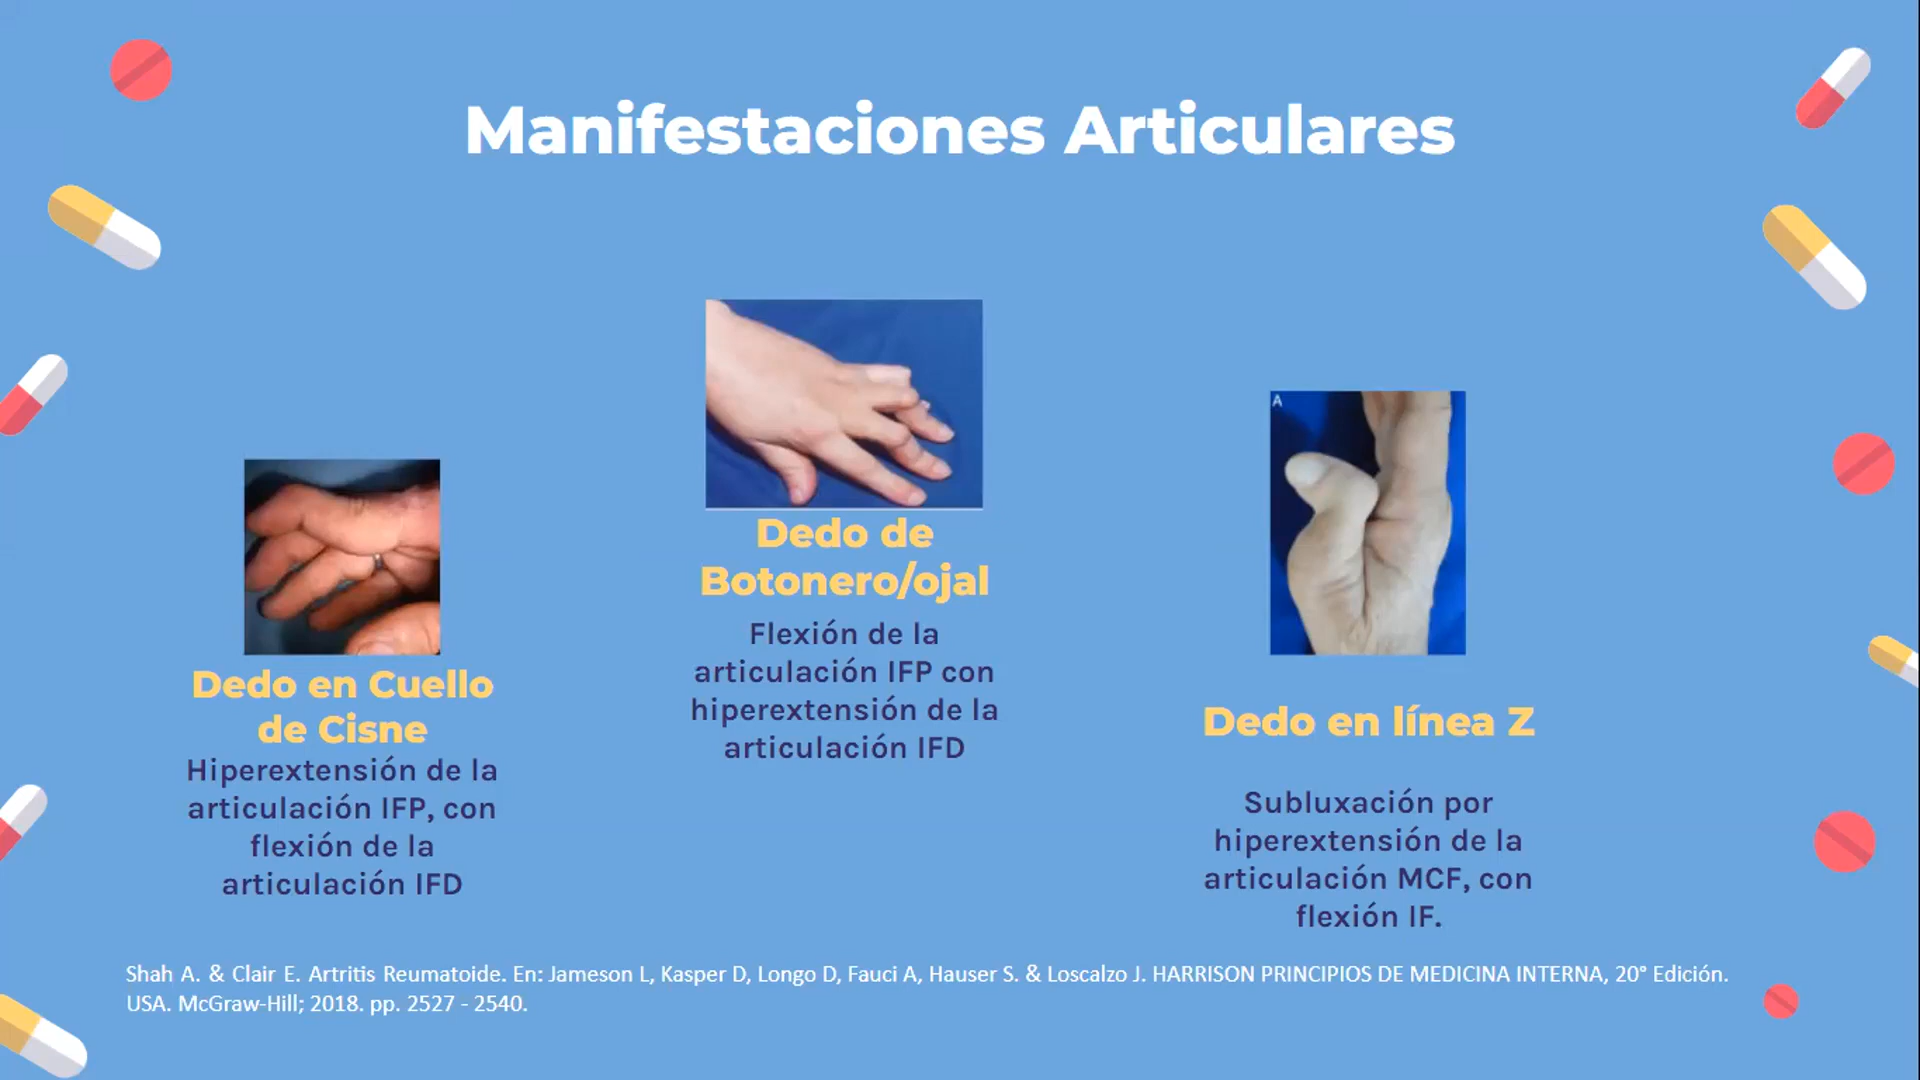 Manifestaciones Articulares
Dedo en Cuello
de Cisne
Hiperextensión de la
articulación IFP, con
flexión de la
articulación IFD
Dedo de
Botonero/ojal
Flexión de la
articulación IFP con
hiperextensión de la
articulación IFD
A
Dedo en línea Z
Subluxación por
hiperextensión de la
articulación MCF, con
flexión IF.
Shah A. & Clair E. Artritis Reumatoide. En: Jameson L, Kasper D, Longo D, Fauci A, Hauser S. & Loscalzo J. HARRISON PRINCIPIOS DE MEDICINA INTERNA, 20° Edición.
USA. McGraw-Hill; 2018. pp. 2527 - 2540.